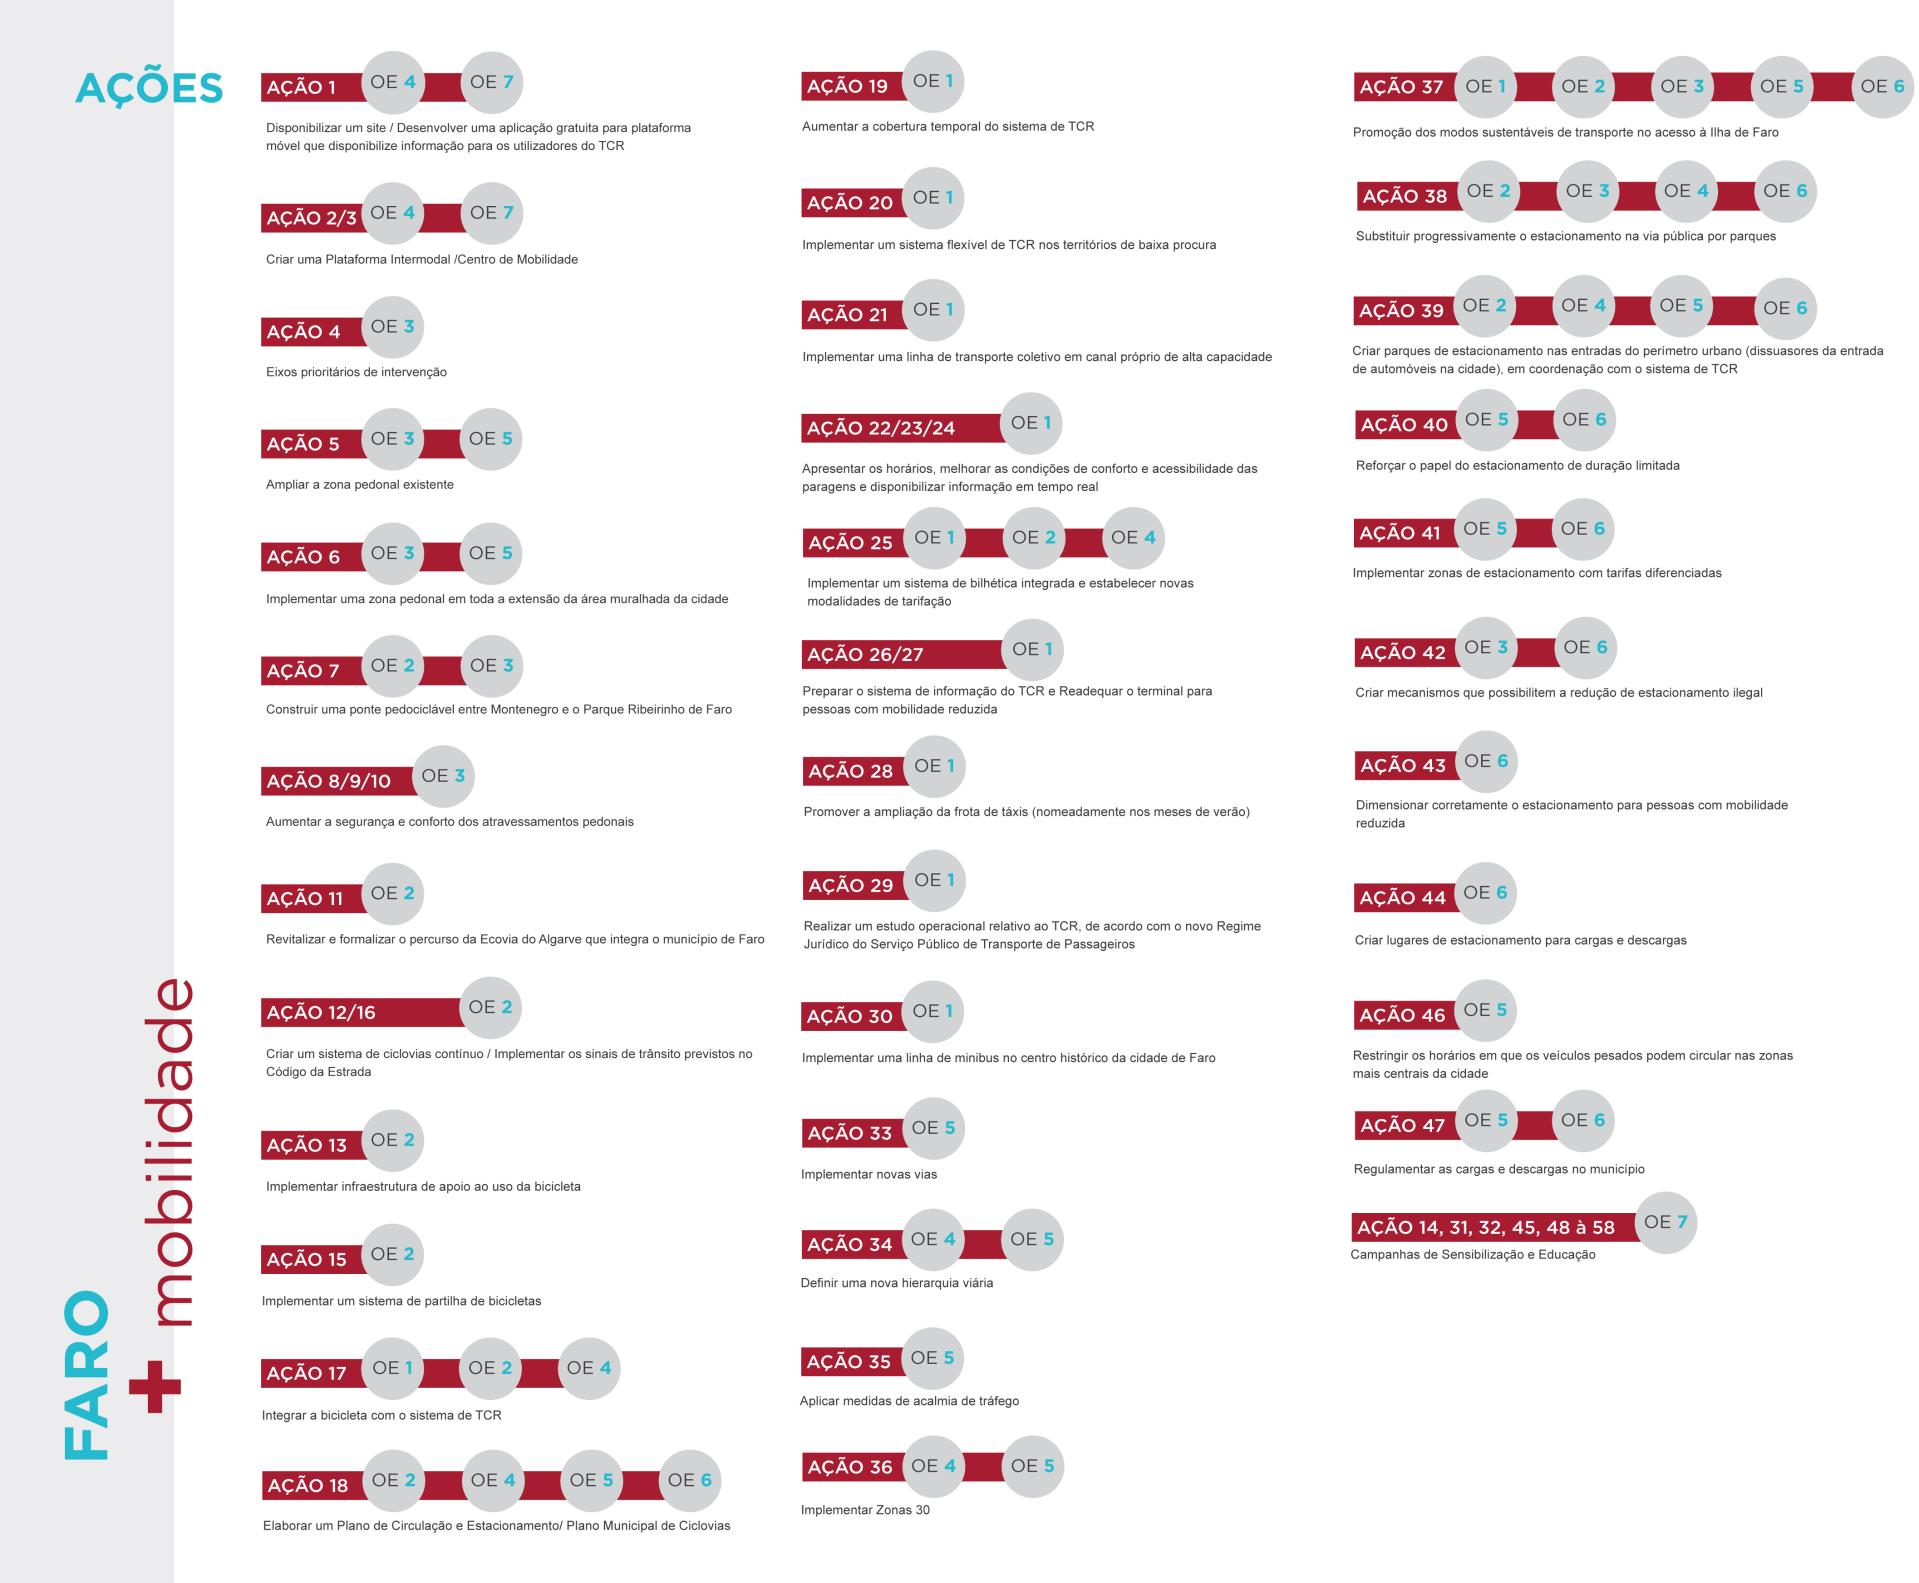 AÇÕES
AÇÃO 1 OE 4 OE 7
Disponibilizar um site / Desenvolver uma aplicação gratuita para plataforma
móvel que disponibilize informação para os utilizadores do TCR
AÇÃO 2/3 OE 4 OE 7
Criar uma Plataforma Intermodal /Centro de Mobilidade
AÇÃO 4 OE 3
Eixos prioritários de intervenção
AÇÃO 5 OE 3 OE 5
Ampliar a zona pedonal existente
AÇÃO 6 OE 3 OE 5
Implementar uma zona pedonal em toda a extensão da área muralhada da cidade
AÇÃO 7 OE 2 OE 3
Construir uma ponte pedociclável entre Montenegro e o Parque Ribeirinho de Faro
AÇÃO 8/9/10 OE 3
Aumentar a segurança e conforto dos atravessamentos pedonais
AÇÃO 11 OE 2
Revitalizar e formalizar o percurso da Ecovia do Algarve que integra o município de Faro
AÇÃO 12/16 OE 2
Criar um sistema de ciclovias contínuo / Implementar os sinais de trânsito previstos no
Código da Estrada
AÇÃO 13 OE 2
Implementar infraestrutura de apoio ao uso da bicicleta
AÇÃO 15 OE 2
Implementar um sistema de partilha de bicicletas
AÇÃO 17 OE 1 OE 2 OE 4
Integrar a bicicleta com o sistema de TCR
AÇÃO 18 OE 2 OE 4 OE 5 OE 6
Elaborar um Plano de Circulação e Estacionamento/ Plano Municipal de Ciclovias
AÇÃO 19 OE 1
Aumentar a cobertura temporal do sistema de TCR
AÇÃO 20 OE 1
Implementar um sistema flexível de TCR nos territórios de baixa procura
AÇÃO 21 OE 1
Implementar uma linha de transporte coletivo em canal próprio de alta capacidade
AÇÃO 22/23/24 OE 1
Apresentar os horários, melhorar as condições de conforto e acessibilidade das
paragens e disponibilizar informação em tempo real
AÇÃO 25 OE 1 OE 2 OE 4
Implementar um sistema de bilhética integrada e estabelecer novas
modalidades de tarifação
AÇÃO 26/27 OE 1
Preparar o sistema de informação do TCR e Readequar o terminal para
pessoas com mobilidade reduzida
AÇÃO 28 OE 1
Promover a ampliação da frota de táxis (nomeadamente nos meses de verão)
AÇÃO 29 OE 1
Realizar um estudo operacional relativo ao TCR, de acordo com o novo Regime
Jurídico do Serviço Público de Transporte de Passageiros
AÇÃO 30 OE 1
Implementar uma linha de minibus no centro histórico da cidade de Faro
AÇÃO 33 OE 5
Implementar novas vias
AÇÃO 34 OE 4 OE 5
Definir uma nova hierarquia viária
AÇÃO 35 OE 5
Aplicar medidas de acalmia de tráfego
AÇÃO 36 OE 4 OE 5
Implementar Zonas 30
AÇÃO 37 OE 1 OE 2 OE 3 OE 5 OE 6
Promoção dos modos sustentáveis de transporte no acesso à Ilha de Faro
AÇÃO 38 OE 2 OE 3 OE 4 OE 6
Substituir progressivamente o estacionamento na via pública por parques
AÇÃO 39 OE 2 OE 4 OE 5 OE 6
Criar parques de estacionamento nas entradas do perímetro urbano (dissuasores da entrada
de automóveis na cidade), em coordenação com o sistema de TCR
AÇÃO 40 OE 5 OE 6
Reforçar o papel do estacionamento de duração limitada
AÇÃO 41 OE 5 OE 6
Implementar zonas de estacionamento com tarifas diferenciadas
AÇÃO 42 OE 3 OE 6
Criar mecanismos que possibilitem a redução de estacionamento ilegal
AÇÃO 43 OE 6
Dimensionar corretamente o estacionamento para pessoas com mobilidade
reduzida
AÇÃO 44 OE 6
Criar lugares de estacionamento para cargas e descargas
AÇÃO 46 OE 5
Restringir os horários em que os veículos pesados podem circular nas zonas
mais centrais da cidade
AÇÃO 47 OE 5 OE 6
Regulamentar as cargas e descargas no município
AÇÃO 14, 31, 32, 45, 48 à 58 OE 7
Campanhas de Sensibilização e Educação
FARO
+ mobilidade